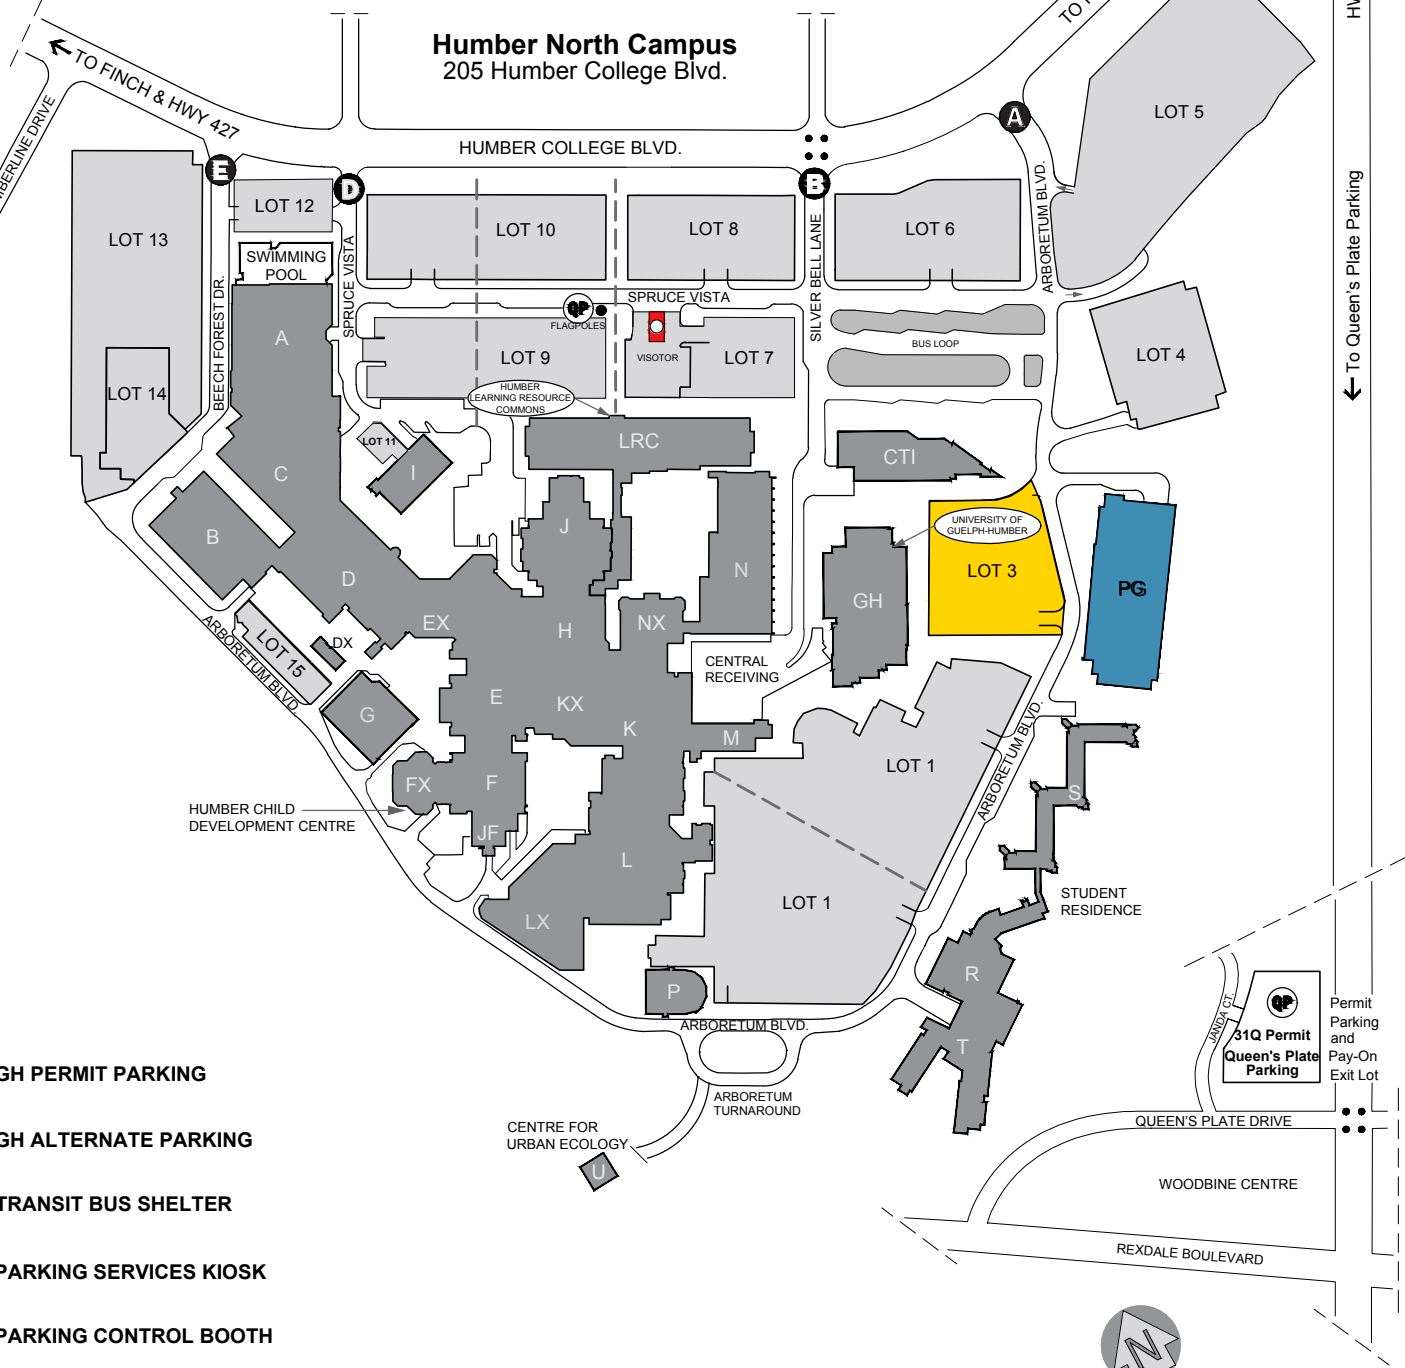 Humber North Campus
205 Humber College Blvd.
TO FINCH & HWY 427
HUMBER COLLEGE BLVD.
A
LOT 5
E
D
B
LOT 13
LOT 12
LOT 10
LOT 8
LOT 6
ARBORETUM BLVD.
To Queen's Plate Parking
SWIMMING
POOL
BEECH FOREST DR.
SPRUCE VISTA
SILVER BELL LANE
QP
FLAGPOLES
SPRUCE VISTA
A
LOT 9
VISOTOR
LOT 7
BUS LOOP
LOT 4
LOT 14
HUMBER
LEARNING RESOURCE
COMMONS
LOT 11
I
LRC
CTI
C
B
J
N
UNIVERSITY OF
GUELPH-HUMBER
LOT 3
PG
D
GH
EX
H
NX
DX
LOT 15
ARBORETUM BLVD.
CENTRAL
RECEIVING
G
E
KX
K
M
LOT 1
ARBORETUM BLVD.
FX
F
S
HUMBER CHILD
DEVELOPMENT CENTRE
JF
L
LOT 1
LX
STUDENT
RESIDENCE
P
R
T
ARBORETUM BLVD.
JANDA CT.
QP
31Q Permit
Queen's Plate
Parking
Permit
Parking
and
Pay-On
Exit Lot
GH PERMIT PARKING
ARBORETUM
TURNAROUND
CENTRE FOR
URBAN ECOLOGY
U
QUEEN'S PLATE DRIVE
GH ALTERNATE PARKING
WOODBINE CENTRE
TRANSIT BUS SHELTER
REXDALE BOULEVARD
PARKING SERVICES KIOSK
PARKING CONTROL BOOTH
N